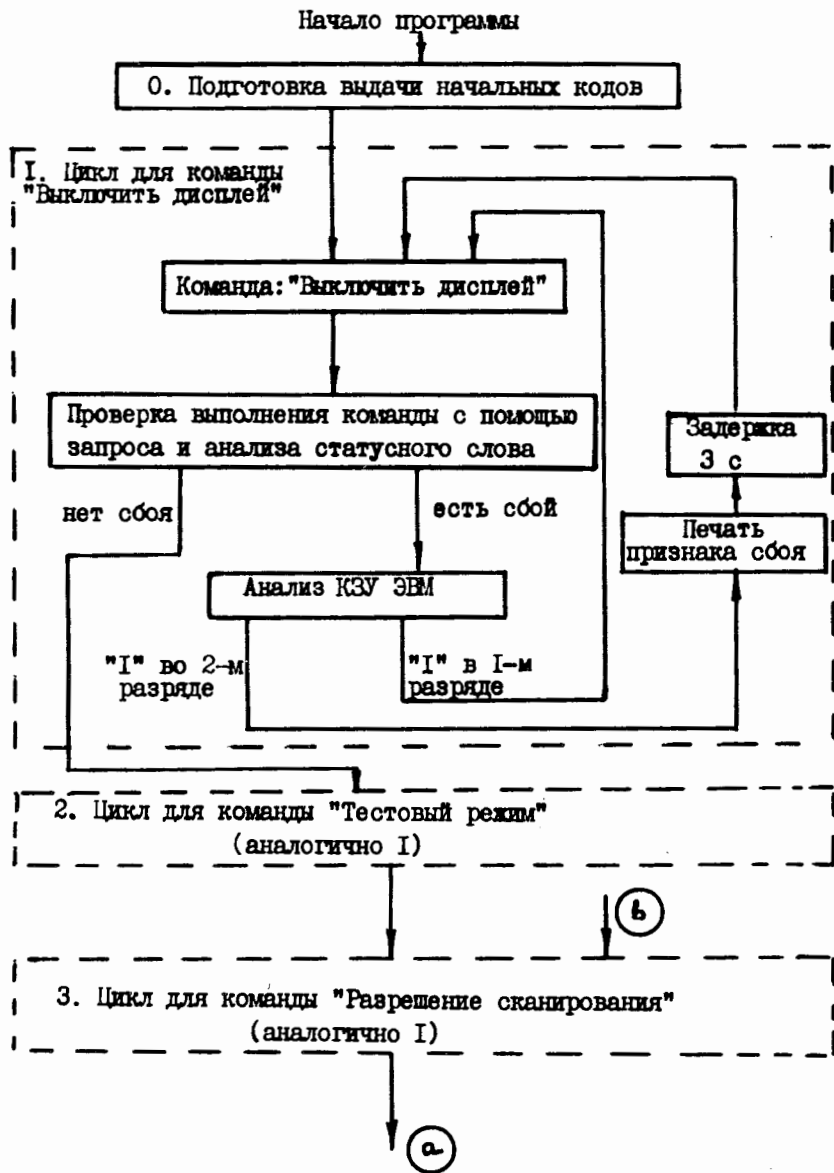 Начало программы
0. Подготовка выдачи начальных кодов
I. Цикл для команды
"Выключить дисплей"
Команда: "Выключить дисплей"
Проверка выполнения команды с помощью
запроса и анализа статусного слова
Задержка
3 с
нет сбоя
есть сбой
Печать
признака сбоя
Анализ КЗУ ЭВМ
"I" во 2-м
разряде
"I" в I-м
разряде
2. Цикл для команды "Тестовый режим"
(аналогично I)
b
3. Цикл для команды "Разрешение сканирования"
(аналогично I)
a